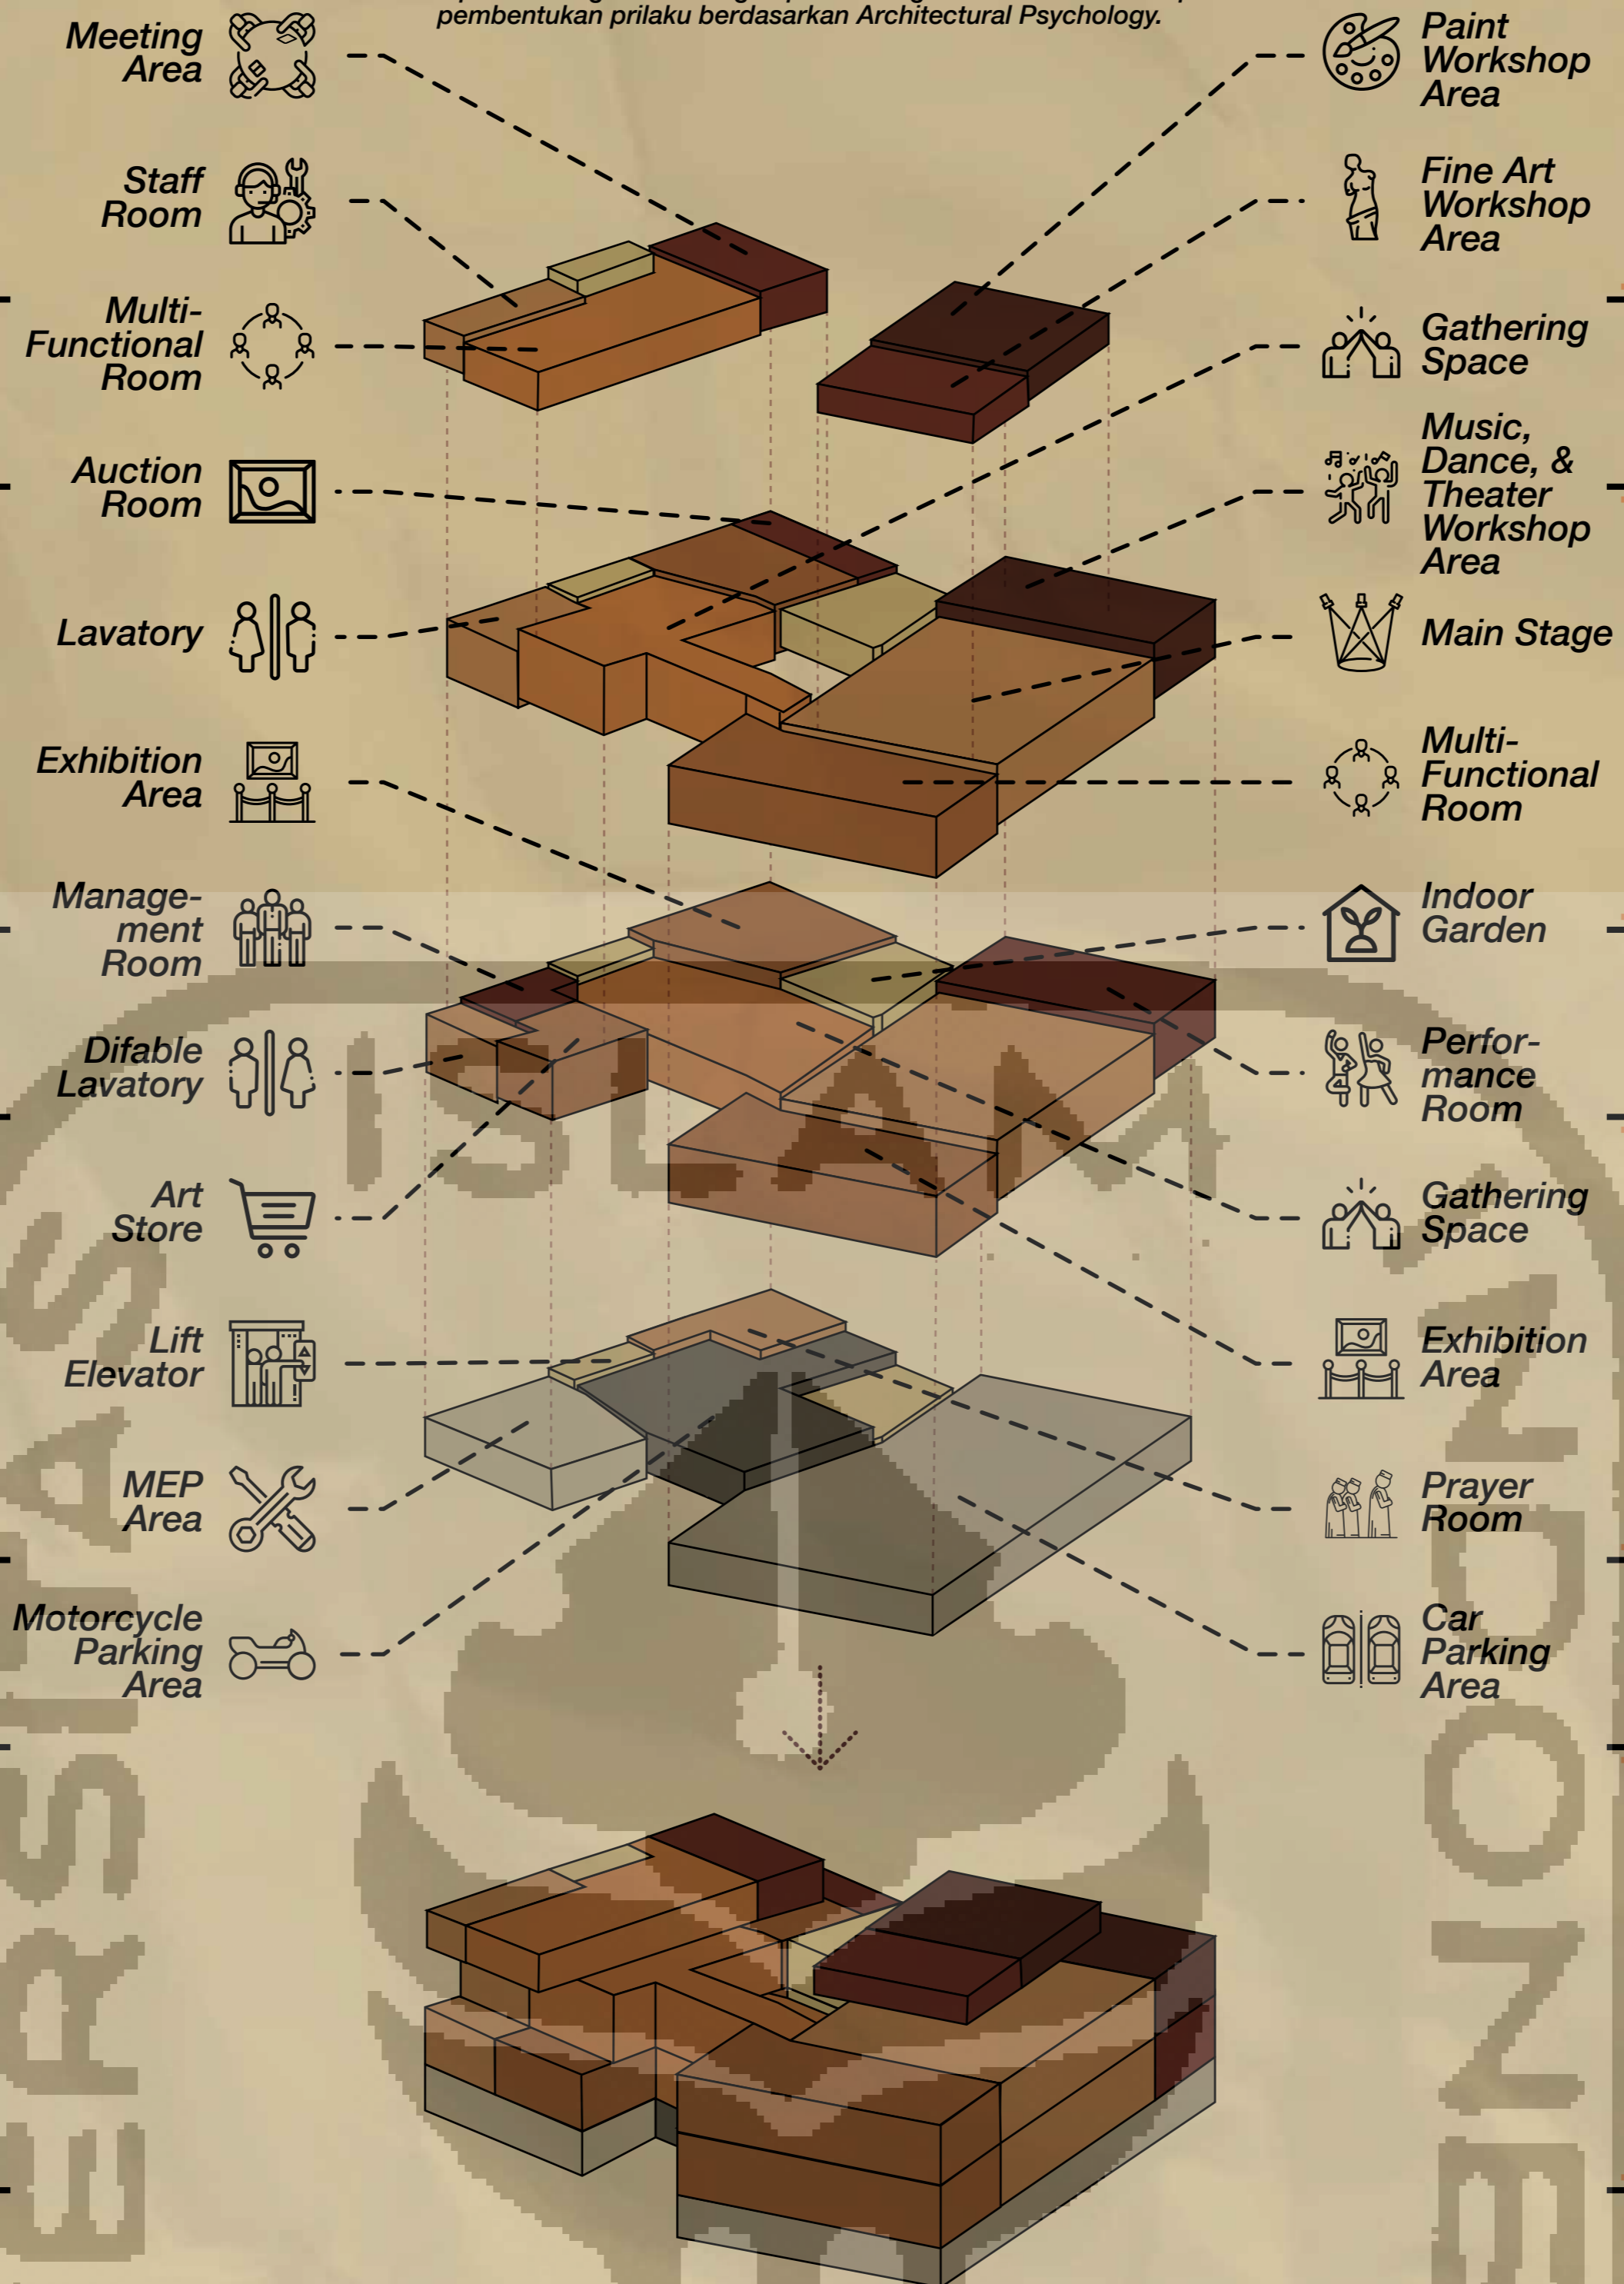 pembentukan prilaku berdasarkan Architectural Psychology.
Meeting
Area
Staff
Room
Multi-
Functional
Room
Auction
Room
Lavatory
Exhibition
Area
Manage-
ment
Room
Difable
Lavatory
Art
Store
Lift
Elevator
MEP
Area
Motorcycle
Parking
Area
Paint
Workshop
Area
Fine Art
Workshop
Area
Gathering
Space
Music,
Dance, &
Theater
Workshop
Area
Main Stage
Multi-
Functional
Room
Indoor
Garden
Perfor-
mance
Room
Gathering
Space
Exhibition
Area
Prayer
Room
Car
Parking
Area
ISLAM